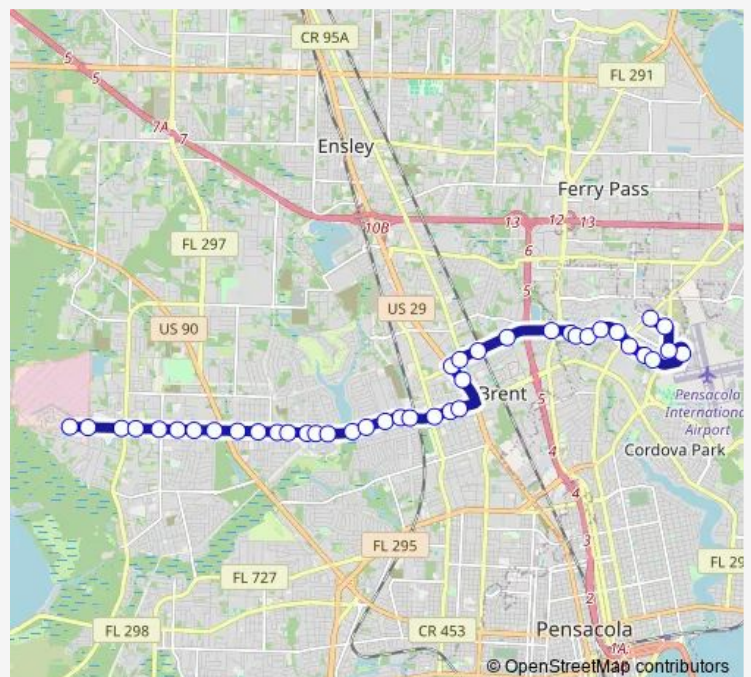 CR 95A
5
5
FL 291
7A
7
Ensley
Ferry Pass
10B
13
12
13
FL 297
6
5
US 29
US 90
Brent
Pensacola
Internationa
Airport
5
Cordova Park
4
4
FL 295
3
FL 29
FL 727
2
FL 298
CR 453
Pensacola
1A
© OpenStreetMap contributors